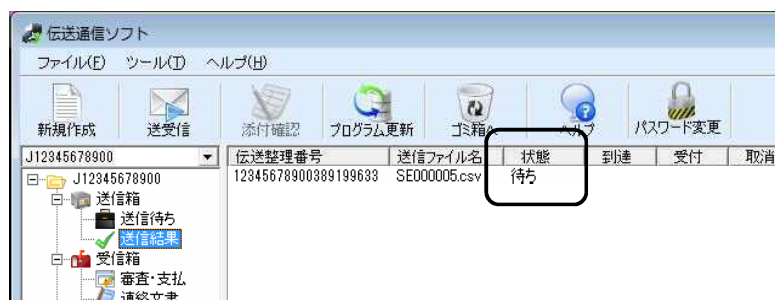 伝送通信ソフト
ファイル(F) ツール(T) ヘルプ(H)
新規作成 送受信 添付確認 プログラム更新 ゴミ箱へ ヘルプ パスワード変更
J12345678900 伝送整理番号 送信ファイル名 状態 到達 受付 取消
12345678900389199633 SE000005.csv 待ち
J12345678900
送信箱
送信待ち
送信結果
受信箱
審査・支払
連絡文書